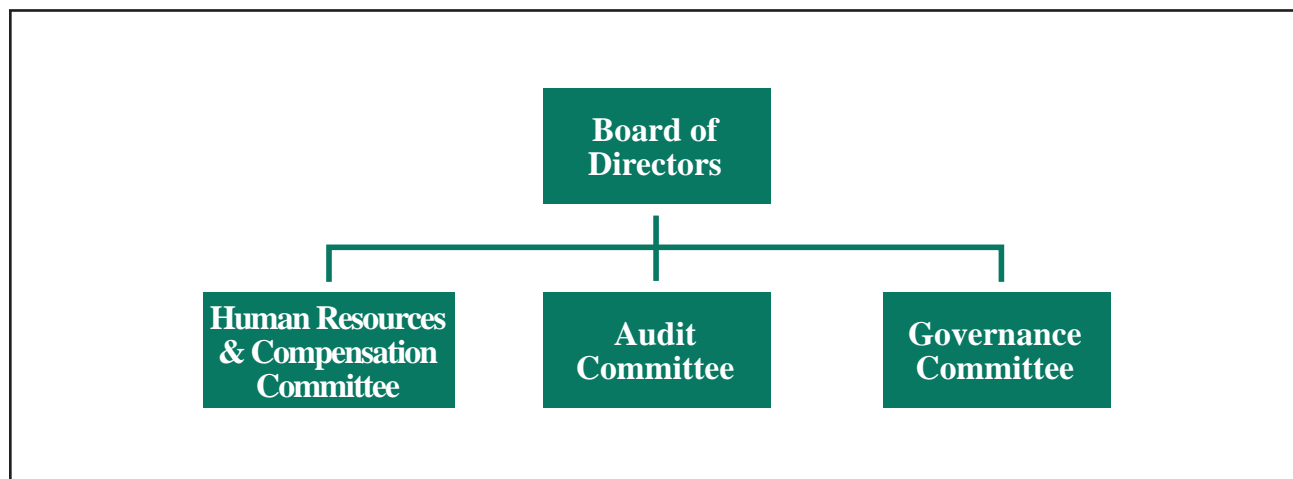 Board of
Directors
Human Resources
& Compensation
Committee
Audit
Committee
Governance
Committee